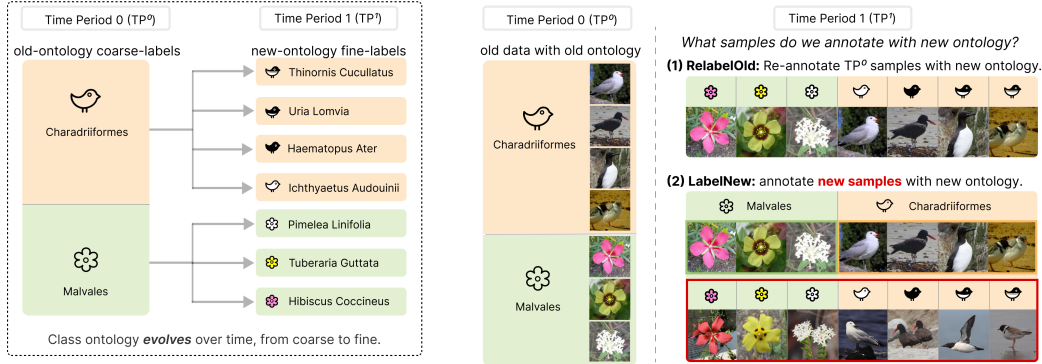 Time Period 0 (TP⁰)
Time Period 1 (TP¹)
old-ontology coarse-labels
new-ontology fine-labels
Charadriiformes
Malvales
Thinornis Cucullatus
Uria Lomvia
Haematopus Ater
Ichthyaetus Audouinii
Pimelea Linifolia
Tuberaria Guttata
Hibiscus Coccineus
Class ontology evolves over time, from coarse to fine.
Time Period 0 (TP⁰)
old data with old ontology
Charadriiformes
Malvales
Time Period 1 (TP¹)
What samples do we annotate with new ontology?
(1) RelabelOld: Re-annotate TP⁰ samples with new ontology.
(2) LabelNew: annotate new samples with new ontology.
Malvales
Charadriiformes